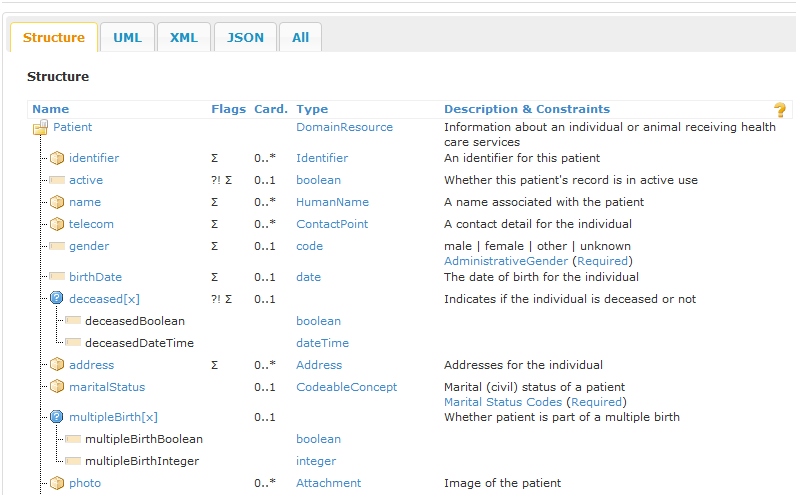 Structure UML XML JSON All
Structure
Name Flags Card. Type Description & Constraints ?
Patient DomainResource Information about an individual or animal receiving health
care services
identifier Σ 0..* Identifier An identifier for this patient
active ?! Σ 0..1 boolean Whether this patient's record is in active use
name Σ 0..* HumanName A name associated with the patient
telecom Σ 0..* ContactPoint A contact detail for the individual
gender Σ 0..1 code male | female | other | unknown
AdministrativeGender (Required)
birthDate Σ 0..1 date The date of birth for the individual
? deceased[x] ?! Σ 0..1 Indicates if the individual is deceased or not
deceasedBoolean boolean
deceasedDateTime dateTime
address Σ 0..* Address Addresses for the individual
maritalStatus 0..1 CodeableConcept Marital (civil) status of a patient
Marital Status Codes (Required)
? multipleBirth[x] 0..1 Whether patient is part of a multiple birth
multipleBirthBoolean boolean
multipleBirthInteger integer
photo 0..* Attachment Image of the patient